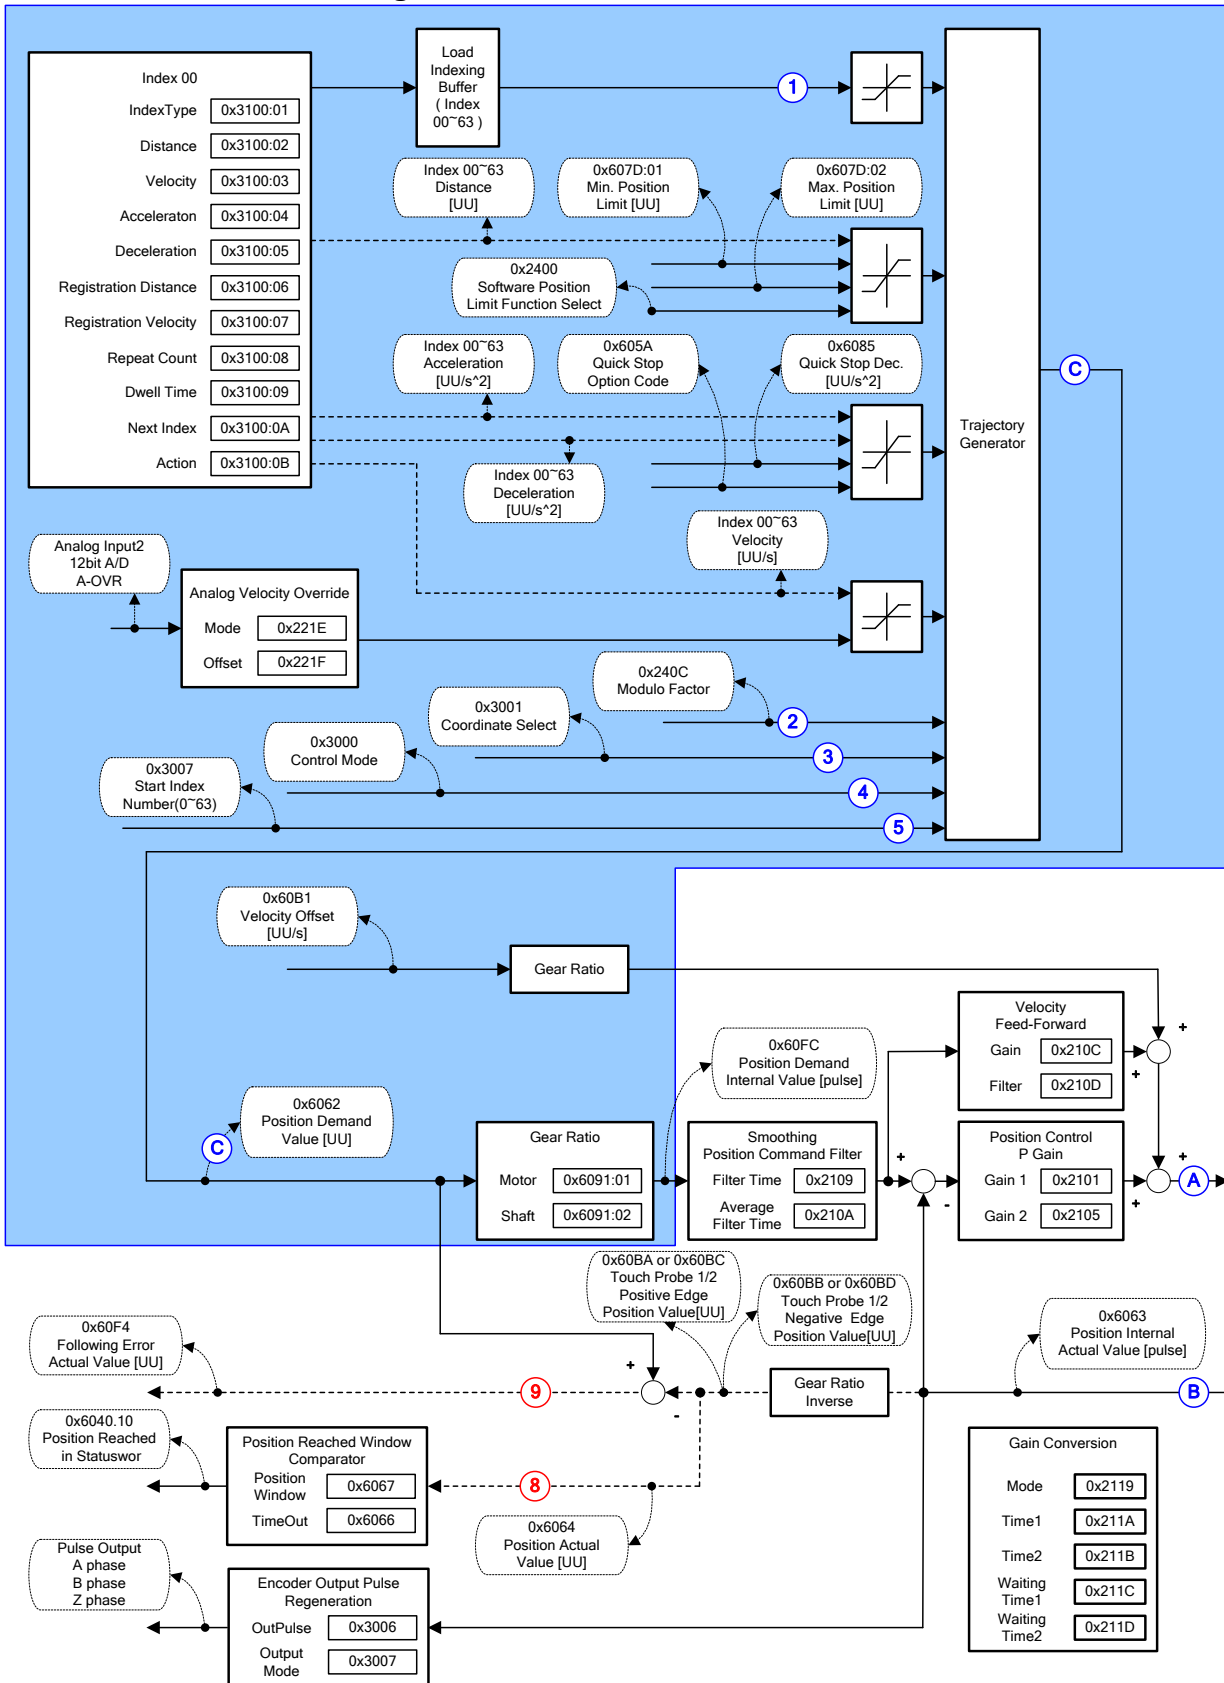 Index 00
IndexType 0x3100:01
Distance 0x3100:02
Velocity 0x3100:03
Acceleraton 0x3100:04
Deceleration 0x3100:05
Registration Distance 0x3100:06
Registration Velocity 0x3100:07
Repeat Count 0x3100:08
Dwell Time 0x3100:09
Next Index 0x3100:0A
Action 0x3100:0B
Load
Indexing
Buffer
( Index
00~63 )
1
Index 00~63
Distance
[UU]
0x607D:01
Min. Position
Limit [UU]
0x607D:02
Max. Position
Limit [UU]
0x2400
Software Position
Limit Function Select
Index 00~63
Acceleration
[UU/s^2]
0x605A
Quick Stop
Option Code
0x6085
Quick Stop Dec.
[UU/s^2]
C
Trajectory
Generator
Index 00~63
Deceleration
[UU/s^2]
Index 00~63
Velocity
[UU/s]
Analog Input2
12bit A/D
A-OVR
Analog Velocity Override
Mode 0x221E
Offset 0x221F
0x240C
Modulo Factor
2
0x3001
Coordinate Select
3
0x3000
Control Mode
4
0x3007
Start Index
Number(0~63)
5
0x60B1
Velocity Offset
[UU/s]
Gear Ratio
Velocity
Feed-Forward
Gain 0x210C
Filter 0x210D
+
+
0x60FC
Position Demand
Internal Value [pulse]
0x6062
Position Demand
Value [UU]
C
Gear Ratio
Motor 0x6091:01
Shaft 0x6091:02
Smoothing
Position Command Filter
Filter Time 0x2109
Average
Filter Time 0x210A
+
+
-
Position Control
P Gain
Gain 1 0x2101
Gain 2 0x2105
+
+
A
0x60BA or 0x60BC
Touch Probe 1/2
Positive Edge
Position Value[UU]
0x60BB or 0x60BD
Touch Probe 1/2
Negative Edge
Position Value[UU]
0x6063
Position Internal
Actual Value [pulse]
0x60F4
Following Error
Actual Value [UU]
9
+
-
Gear Ratio
Inverse
B
0x6040.10
Position Reached
in Statuswor
Position Reached Window
Comparator
Position
Window 0x6067
TimeOut 0x6066
8
0x6064
Position Actual
Value [UU]
Gain Conversion
Mode 0x2119
Time1 0x211A
Time2 0x211B
Waiting
Time1 0x211C
Waiting
Time2 0x211D
Pulse Output
A phase
B phase
Z phase
Encoder Output Pulse
Regeneration
OutPulse 0x3006
Output
Mode 0x3007